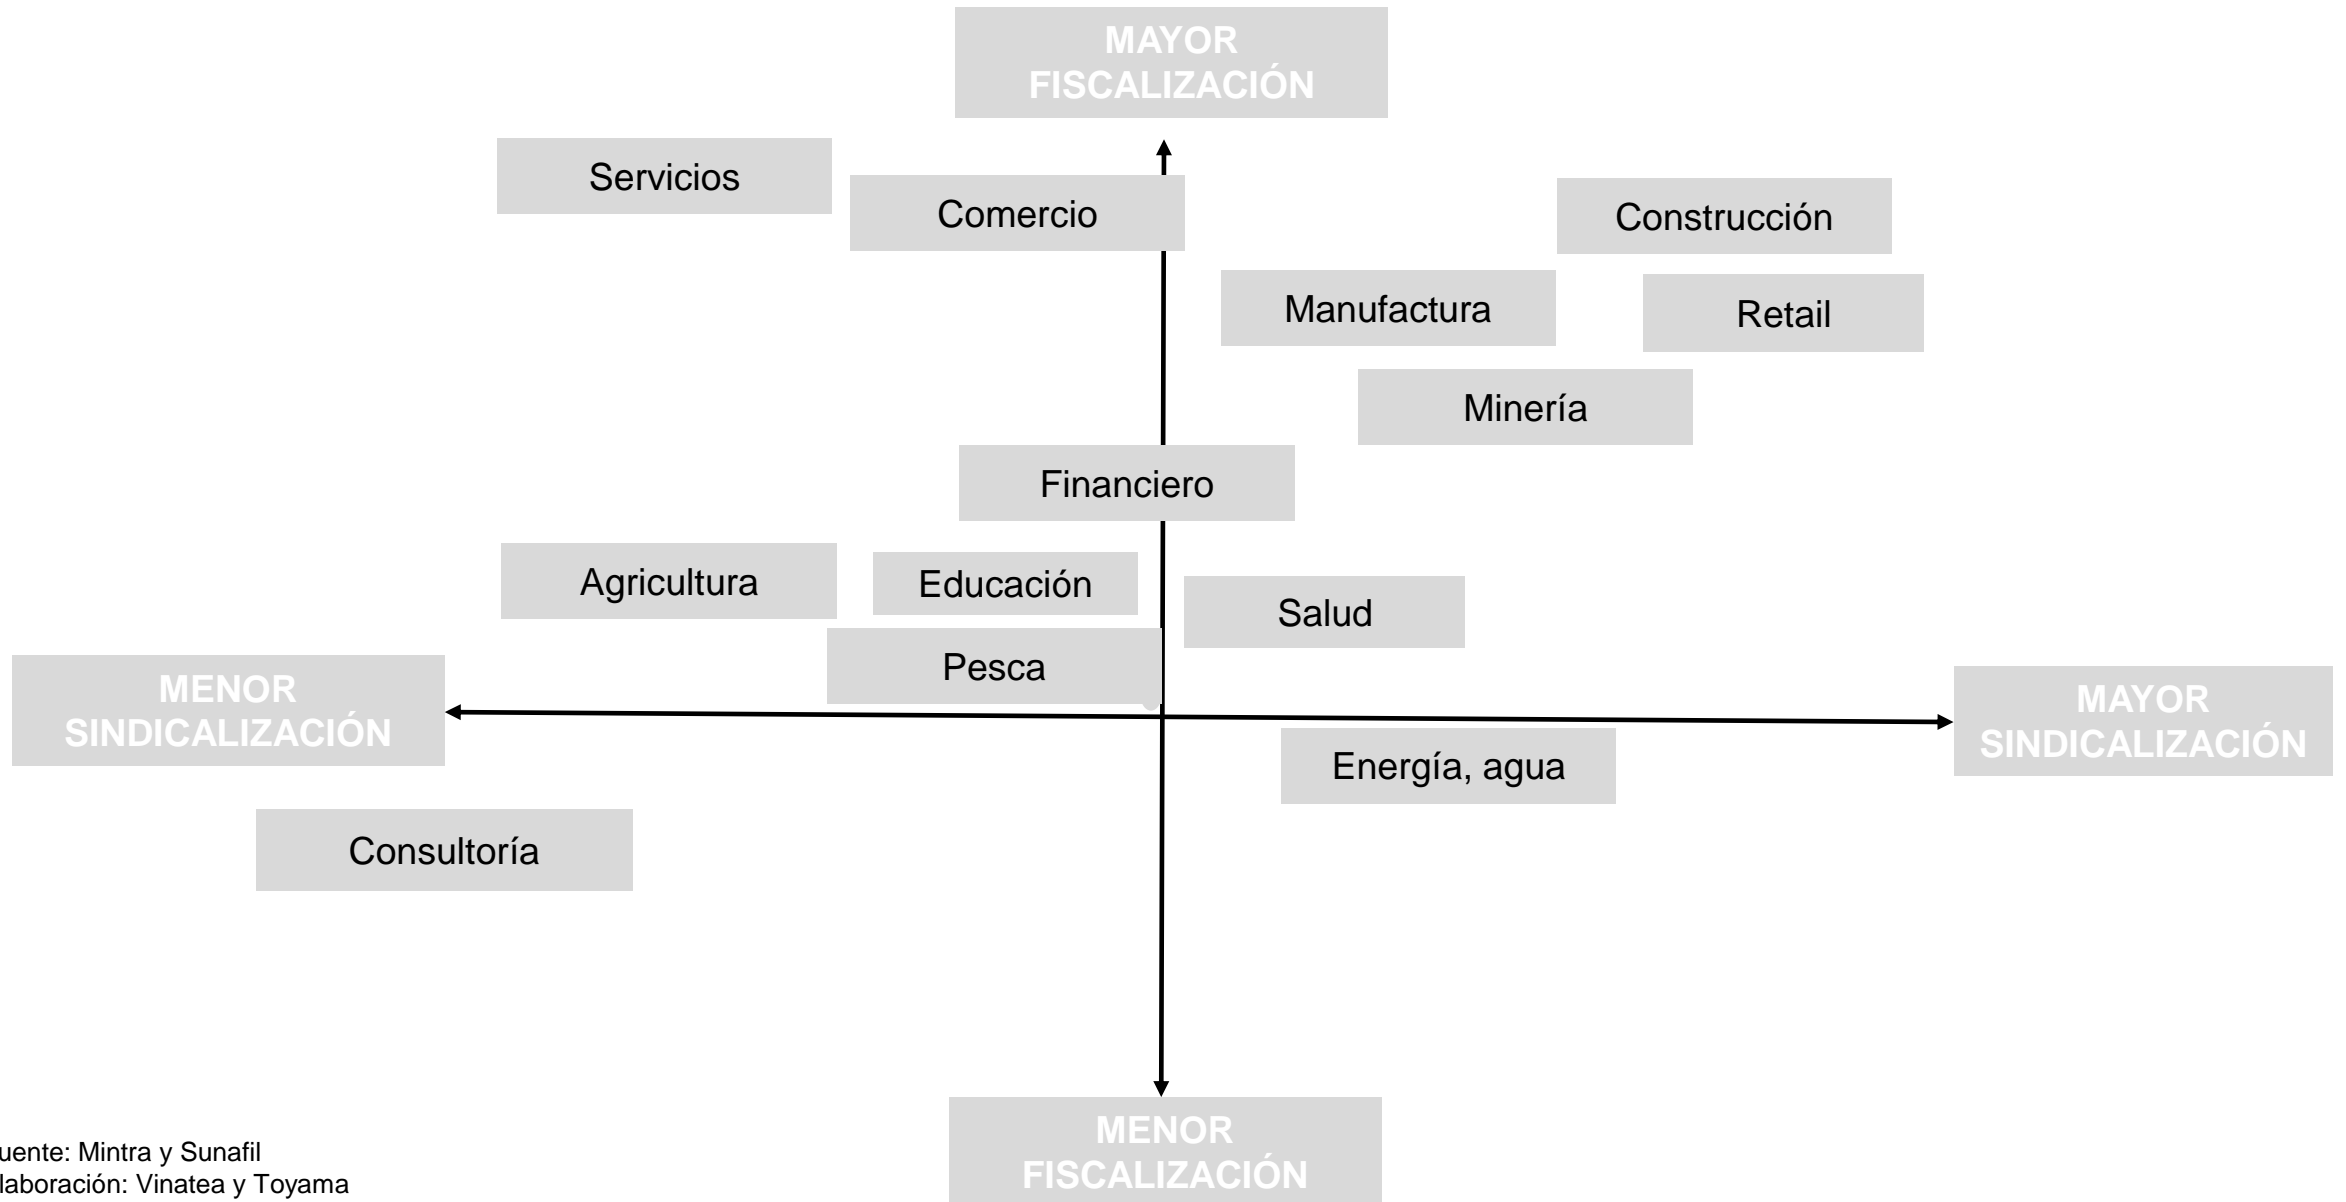 MAYOR
FISCALIZACIÓN
Servicios
Comercio
Construcción
Manufactura
Retail
Minería
Financiero
Agricultura
Educación
Salud
Pesca
MENOR
SINDICALIZACIÓN
MAYOR
SINDICALIZACIÓN
Energía, agua
Consultoría
MENOR
FISCALIZACIÓN
uente: Mintra y Sunafil
laboración: Vinatea y Toyama